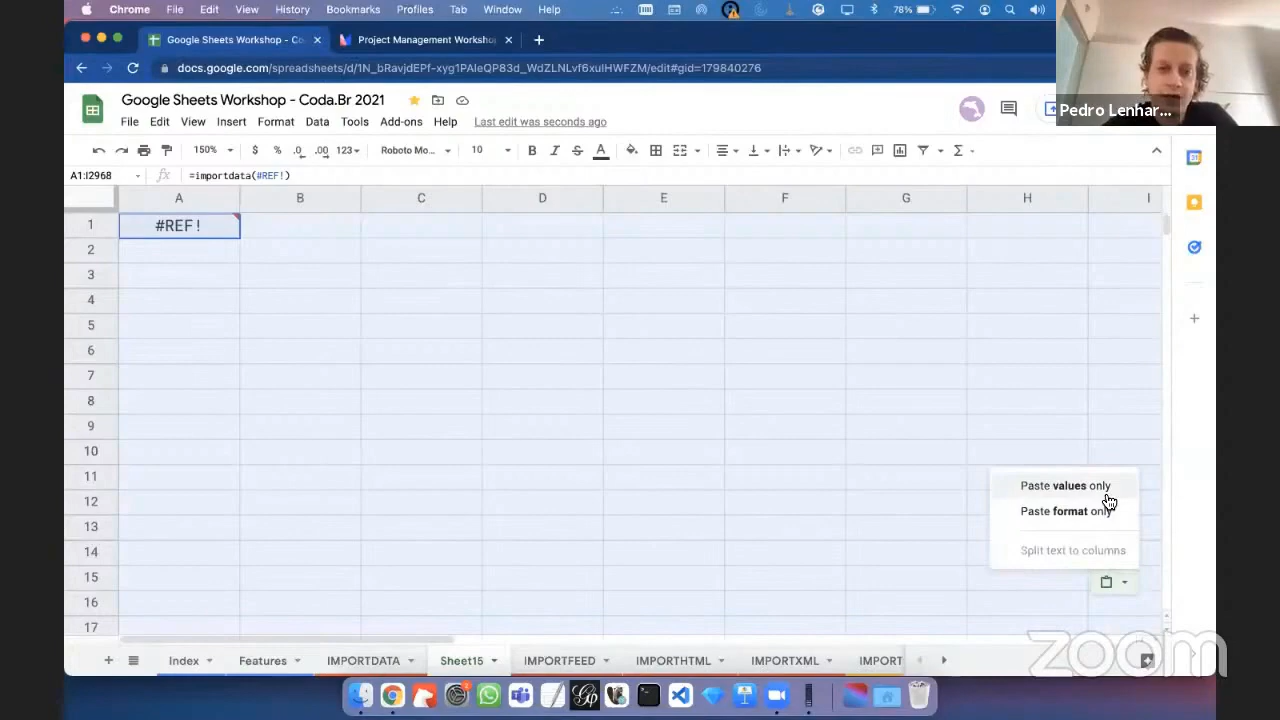 Chrome File Edit View History Bookmarks Profiles Tab Window Help 78%
Google Sheets Workshop - Co Project Management Workshop
docs.google.com/spreadsheets/d/1N_bRavjdEPf-xyg1PAIeQP83d_WdZLNLvf6xuIHWFZM/edit#gid=179840276
Pedro Lenhar...
Google Sheets Workshop - Coda.Br 2021
File Edit View Insert Format Data Tools Add-ons Help Last edit was seconds ago
150% $ % .0 .00 123 Roboto Mo... 10 B I S A Σ
A1:I2968 fx =importdata(#REF!)
A B C D E F G H I
1 #REF!
2
3
4
5
6
7
8
9
10
11
12
13
14
15
16
17
Paste values only
Paste format only
Split text to columns
Index Features IMPORTDATA Sheet15 IMPORTFEED IMPORTHTML IMPORTXML IMPORT
zoom